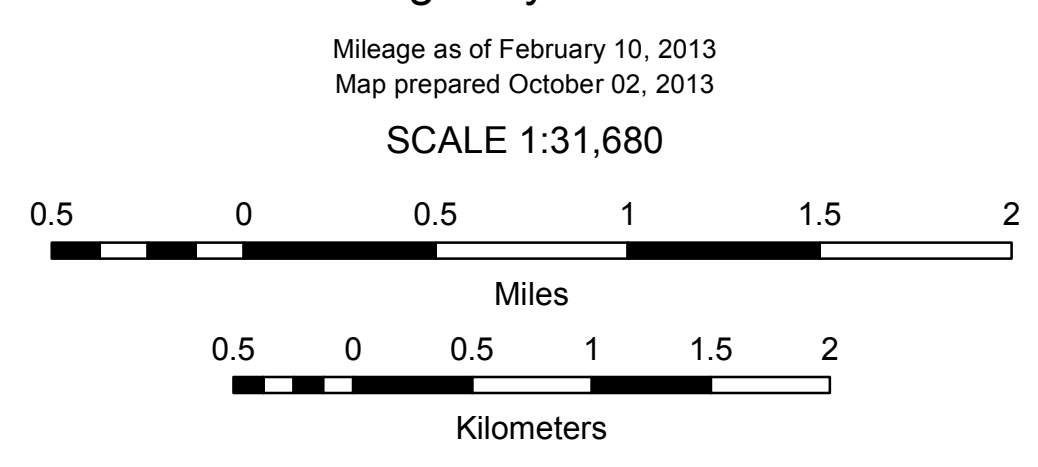 Mileage as of February 10, 2013
Map prepared October 02, 2013
SCALE 1:31,680
0.5 0 0.5 1 1.5 2
Miles
0.5 0 0.5 1 1.5 2
Kilometers